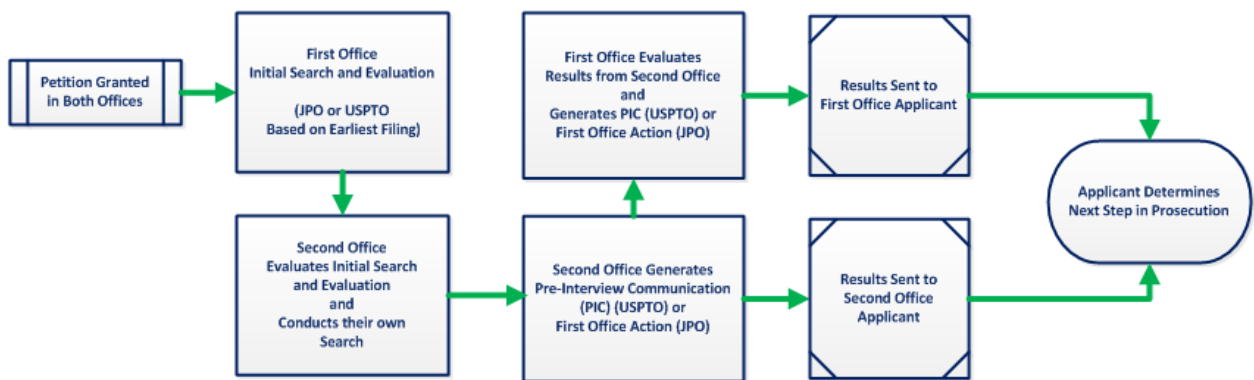 Petition Granted
in Both Offices
First Office
Initial Search and Evaluation
(JPO or USPTO
Based on Earliest Filing)
Second Office
Evaluates Initial Search
and Evaluation
and
Conducts their own
Search
Second Office Generates
Pre-Interview Communication
(PIC) (USPTO) or
First Office Action (JPO)
First Office Evaluates
Results from Second Office
and
Generates PIC (USPTO) or
First Office Action (JPO)
Results Sent to
First Office Applicant
Results Sent to
Second Office
Applicant
Applicant Determines
Next Step in Prosecution